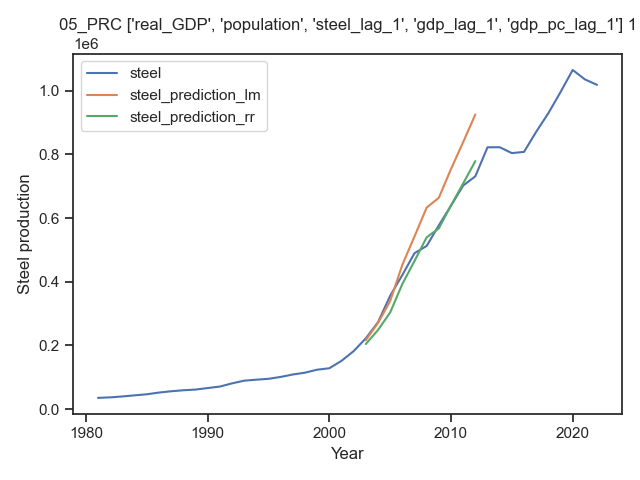 05_PRC ['real_GDP', 'population', 'steel_lag_1', 'gdp_lag_1', 'gdp_pc_lag_1'] 1
1e6
steel
steel_prediction_lm
steel_prediction_rr
1.0
0.8
0.6
0.4
0.2
0.0
Steel production
1980 1990 2000 2010 2020
Year